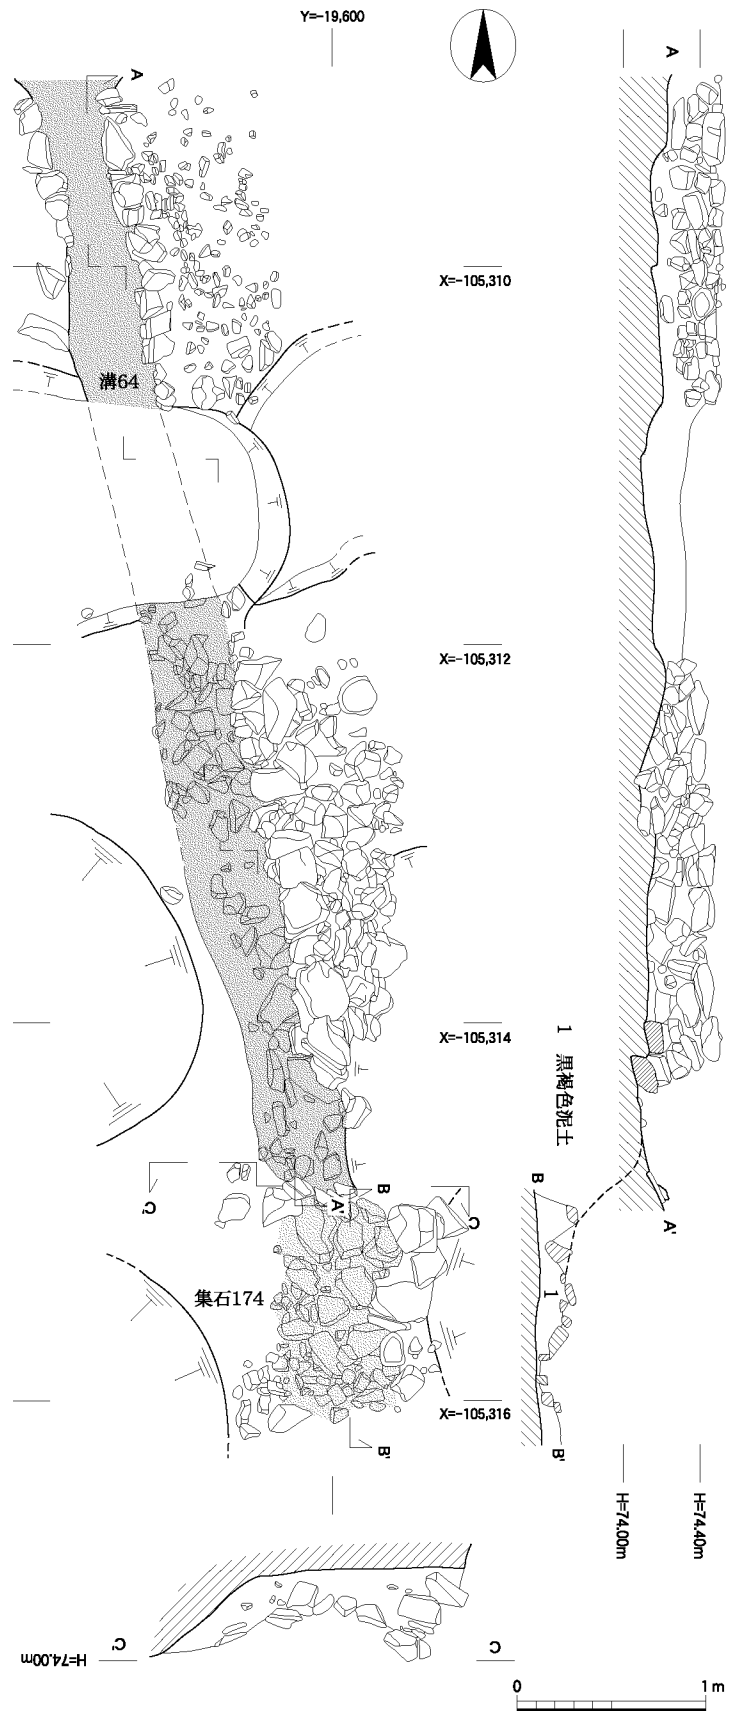 Y=-19,600
A
A
X=-105,310
溝64
X=-105,312
X=-105,314
1 黒褐色泥土
B
B
C'
A'
C
A'
集石174
1
X=-105,316
B'
B'
H=74.00m
H=74.40m
C'
C
H=74.00m
0 1 m